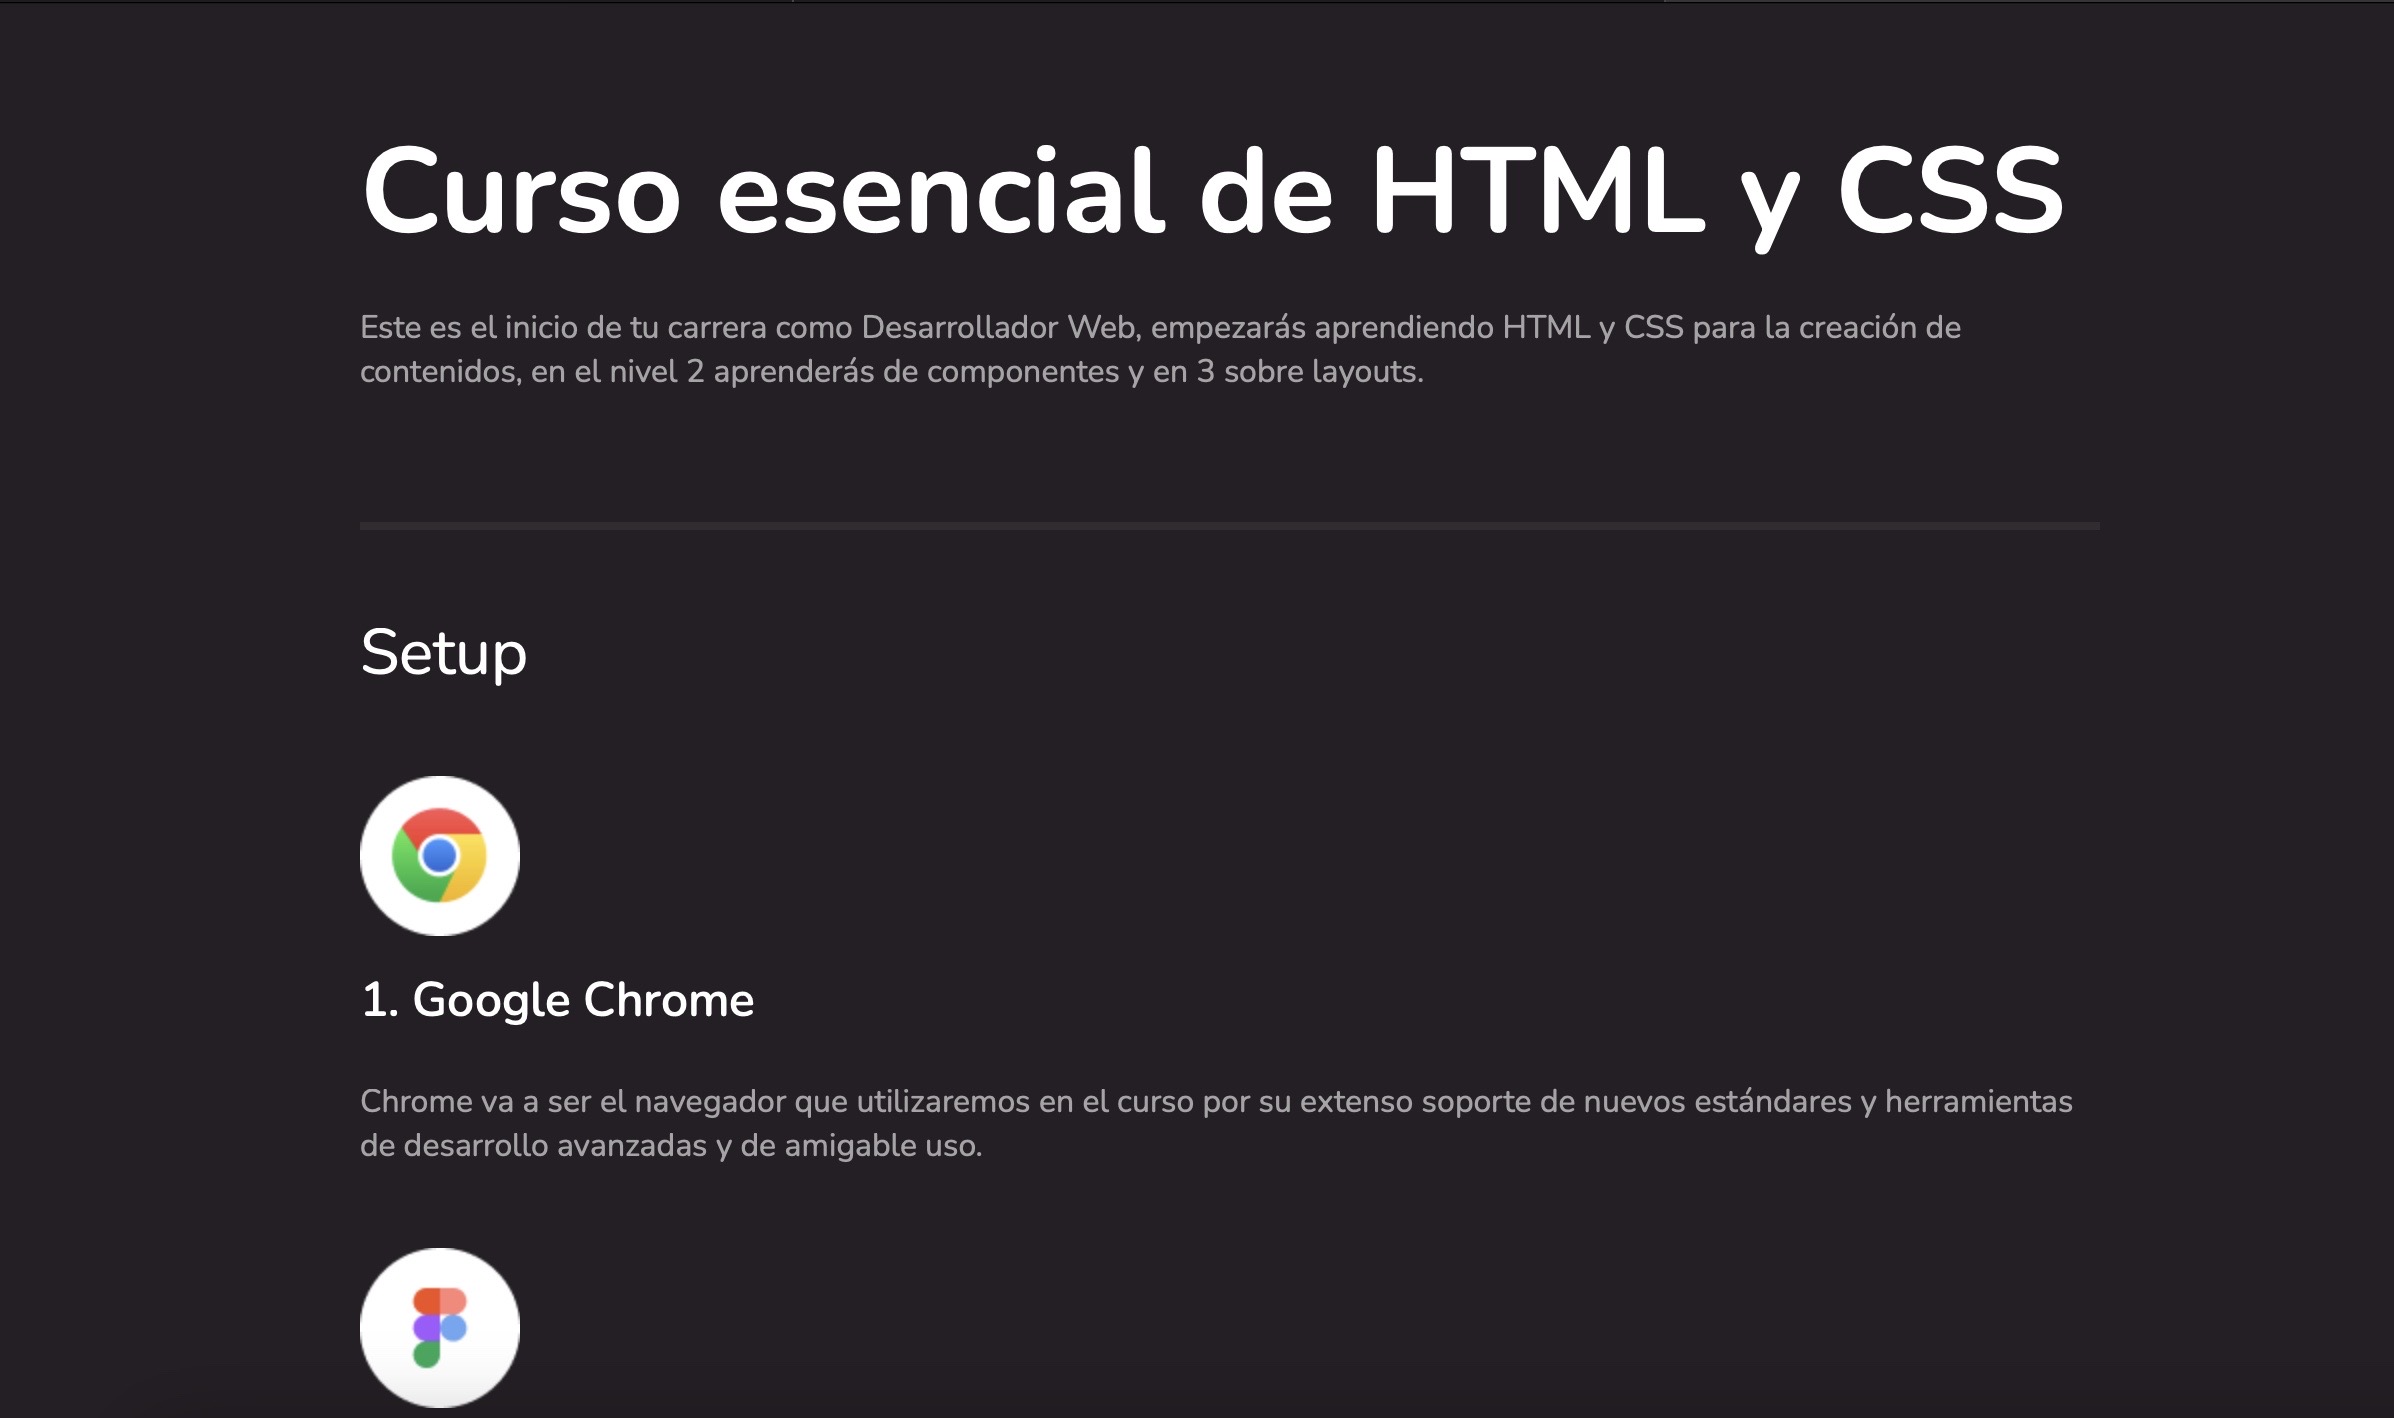 Curso esencial de HTML y CSS
Este es el inicio de tu carrera como Desarrollador Web, empezarás aprendiendo HTML y CSS para la creación de
contenidos, en el nivel 2 aprenderás de componentes y en 3 sobre layouts.
Setup
1. Google Chrome
Chrome va a ser el navegador que utilizaremos en el curso por su extenso soporte de nuevos estándares y herramientas
de desarrollo avanzadas y de amigable uso.